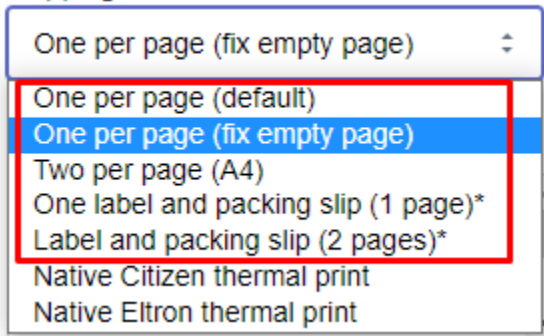 One per page (fix empty page)
One per page (default)
One per page (fix empty page)
Two per page (A4)
One label and packing slip (1 page)*
Label and packing slip (2 pages)*
Native Citizen thermal print
Native Eltron thermal print